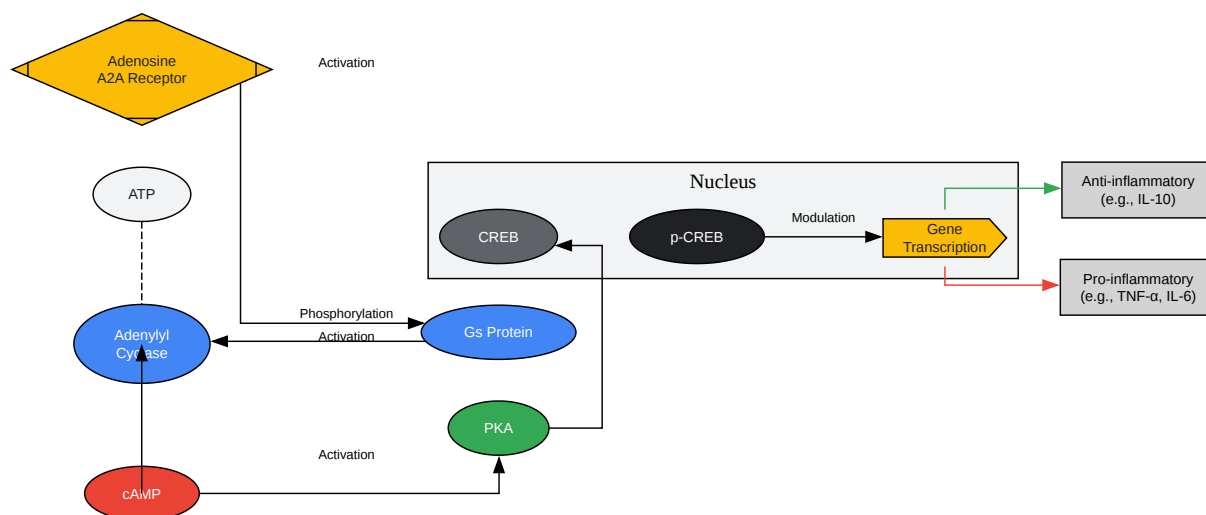 Adenosine
A2A Receptor
Activation
ATP
Nucleus
CREB
p-CREB
Modulation
Gene
Transcription
Anti-inflammatory
(e.g., IL-10)
Pro-inflammatory
(e.g., TNF-α, IL-6)
Phosphorylation
Activation
Gs Protein
Adenylyl
Cyclase
PKA
Activation
cAMP